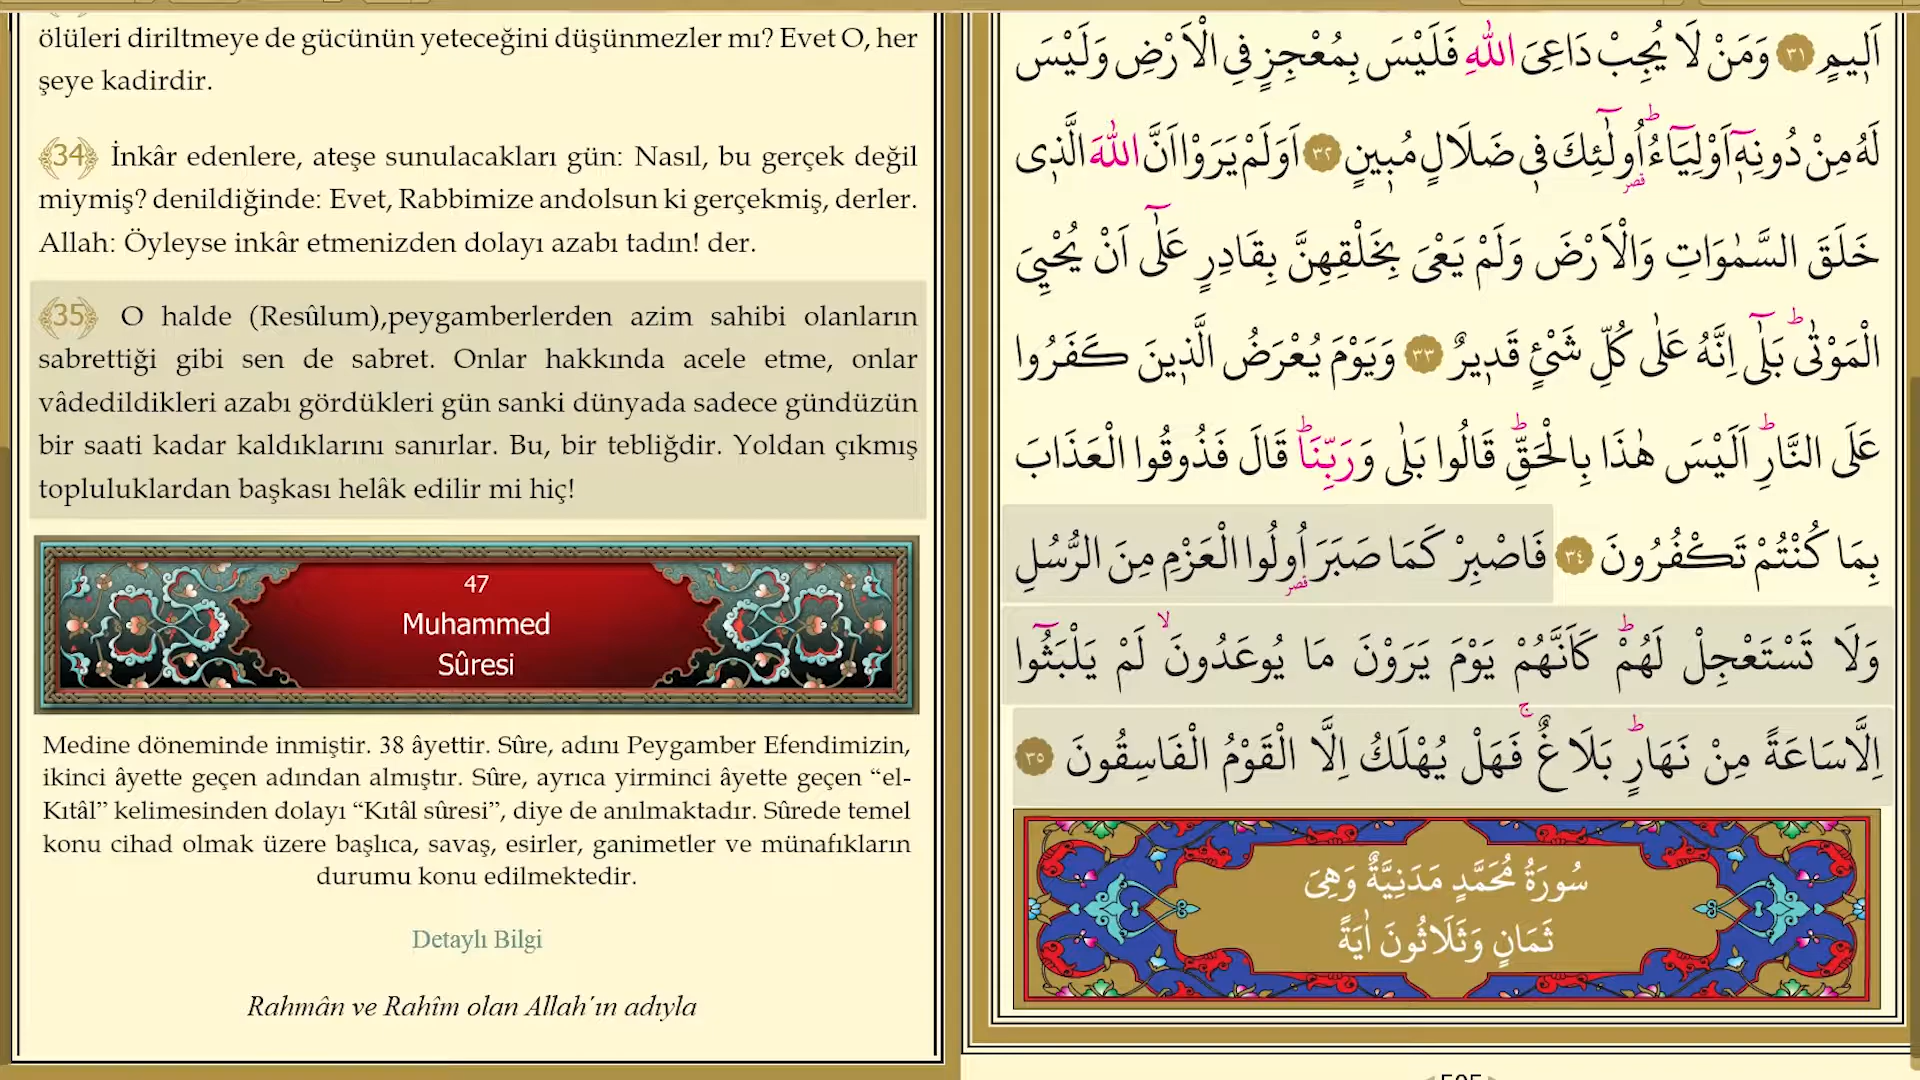 ölüleri diriltmeye de gücünün yeteceğini düşünmezler mı? Evet O, her
şeye kadirdir.
34 İnkâr edenlere, ateşe sunulacakları gün: Nasıl, bu gerçek değil
miymiş? denildiğinde: Evet, Rabbimize andolsun ki gerçekmiş, derler.
Allah: Öyleyse inkâr etmenizden dolayı azabı tadın! der.
35 O halde (Resûlum),peygamberlerden azim sahibi olanların
sabrettiği gibi sen de sabret. Onlar hakkında acele etme, onlar
vâdedildikleri azabı gördükleri gün sanki dünyada sadece gündüzün
bir saati kadar kaldıklarını sanırlar. Bu, bir tebliğdir. Yoldan çıkmış
topluluklardan başkası helâk edilir mi hiç!
47
Muhammed
Sûresi
Medine döneminde inmiştir. 38 âyettir. Sûre, adını Peygamber Efendimizin,
ikinci âyette geçen adından almıştır. Sûre, ayrıca yirminci âyette geçen “el-
Kıtâl” kelimesinden dolayı “Kıtâl sûresi”, diye de anılmaktadır. Sûrede temel
konu cihad olmak üzere başlıca, savaş, esirler, ganimetler ve münafıkların
durumu konu edilmektedir.
Detaylı Bilgi
Rahmân ve Rahîm olan Allah´ın adıyla
اَل۪يمٍ ٣١ وَمَنْ لَا يُجِبْ دَاعِيَ اللّٰهِ فَلَيْسَ بِمُعْجِزٍ فِي الْاَرْضِ وَلَيْسَ
لَهُ مِنْ دُونِه۪ٓ اَوْلِيَٓاءُۜ اُو۬لٰٓئِكَ ف۪ي ضَلَالٍ مُب۪ينٍ ٣٢ اَوَلَمْ يَرَوْا اَنَّ اللّٰهَ الَّذ۪ي
خَلَقَ السَّمٰوَاتِ وَالْاَرْضَ وَلَمْ يَعْيَ بِخَلْقِهِنَّ بِقَادِرٍ عَلٰٓى اَنْ يُحْيِيَ
الْمَوْتٰىۜ بَلٰٓى اِنَّهُ عَلٰى كُلِّ شَيْءٍ قَد۪يرٌ ٣٣ وَيَوْمَ يُعْرَضُ الَّذ۪ينَ كَفَرُوا
عَلَى النَّارِۜ اَلَيْسَ هٰذَا بِالْحَقِّۜ قَالُوا بَلٰى وَرَبِّنَاۜ قَالَ فَذُوقُوا الْعَذَابَ
بِمَا كُنْتُمْ تَكْفُرُونَ ٣٤ فَاصْبِرْ كَمَا صَبَرَ اُو۬لُوا الْعَزْمِ مِنَ الرُّسُلِ
وَلَا تَسْتَعْجِلْ لَهُمْۜ كَاَنَّهُمْ يَوْمَ يَرَوْنَ مَا يُوعَدُونَۙ لَمْ يَلْبَثُٓوا
اِلَّا سَاعَةً مِنْ نَهَارٍۜ بَلَاغٌۚ فَهَلْ يُهْلَكُ اِلَّا الْقَوْمُ الْفَاسِقُونَ ٣٥
سُورَةُ مُحَمَّدٍ مَدَنِيَّةٌ وَهِيَ
ثَمَانٍ وَثَلَاثُونَ اٰيَةً